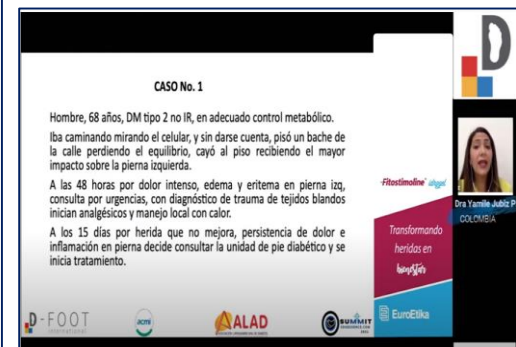 CASO No. 1
Hombre, 68 años, DM tipo 2 no IR, en adecuado control metabólico.
Iba caminando mirando el celular, y sin darse cuenta, pisó un bache de
la calle perdiendo el equilibrio, cayó al piso recibiendo el mayor
impacto sobre la pierna izquierda.
A las 48 horas por dolor intenso, edema y eritema en pierna izq,
consulta por urgencias, con diagnóstico de trauma de tejidos blandos
inician analgésicos y manejo local con calor.
A los 15 días por herida que no mejora, persistencia de dolor e
inflamación en pierna decide consultar la unidad de pie diabético y se
inicia tratamiento.
Fitostimoline
Transformando
heridas en
bienestar
EuroEtika
D-FOOT
international
ALAD
SUMMIT
D
Dra Yamile Jubiz P
COLOMBIA